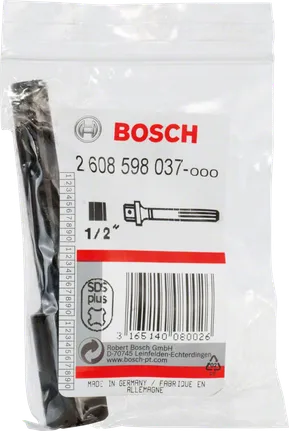 BOSCH
2 608 598 037-000
1/2"
SDS
plus
3 165140 080026
Robert Bosch GmbH
D-70745 Leinfelden-Echterdingen
www.bosch-pt.com
MADE IN GERMANY / FABRIQUE EN
ALLEMAGNE
1234567890123456789012345678901234567890